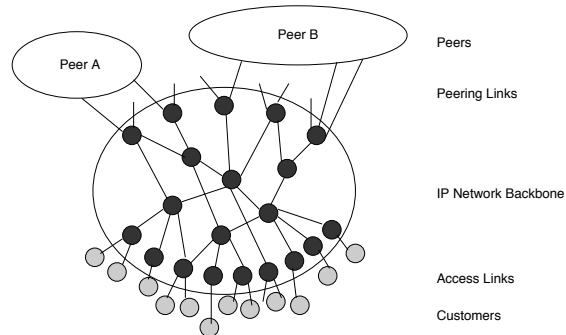 Peer B
Peers
Peer A
Peering Links
IP Network Backbone
Access Links
Customers